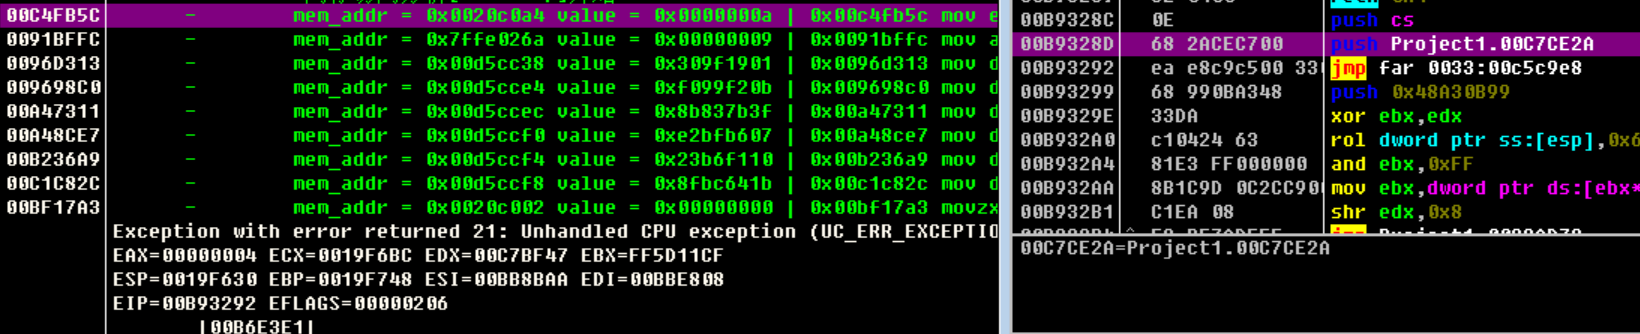 00C4FB5C - mem_addr = 0x0020c0a4 value = 0x0000000a | 0x00c4fb5c mov e
0091BFFC - mem_addr = 0x7ffe026a value = 0x00000009 | 0x0091bffc mov a
0096D313 - mem_addr = 0x00d5cc38 value = 0x309f1901 | 0x0096d313 mov d
009698C0 - mem_addr = 0x00d5cce4 value = 0xf099f20b | 0x009698c0 mov d
00A47311 - mem_addr = 0x00d5ccec value = 0x8b837b3f | 0x00a47311 mov d
00A48CE7 - mem_addr = 0x00d5ccf0 value = 0xe2bfb607 | 0x00a48ce7 mov d
00B236A9 - mem_addr = 0x00d5ccf4 value = 0x23b6f110 | 0x00b236a9 mov d
00C1C82C - mem_addr = 0x00d5ccf8 value = 0x8fbc641b | 0x00c1c82c mov d
00BF17A3 - mem_addr = 0x0020c002 value = 0x00000000 | 0x00bf17a3 movzx
Exception with error returned 21: Unhandled CPU exception (UC_ERR_EXCEPTIO
EAX=00000004 ECX=0019F6BC EDX=00C7BF47 EBX=FF5D11CF
ESP=0019F630 EBP=0019F748 ESI=00BB8BAA EDI=00BBE808
EIP=00B93292 EFLAGS=00000206
|00B6E3E1|
00B9328C 0E push cs
00B9328D 68 2ACEC700 push Project1.00C7CE2A
00B93292 ea e8c9c500 330 jmp far 0033:00c5c9e8
00B93299 68 990BA348 push 0x48A30B99
00B9329E 33DA xor ebx,edx
00B932A0 c10424 63 rol dword ptr ss:[esp],0x6
00B932A4 81E3 FF000000 and ebx,0xFF
00B932AA 8B1C9D 0C2CC900 mov ebx,dword ptr ds:[ebx*
00B932B1 C1EA 08 shr edx,0x8
00C7CE2A=Project1.00C7CE2A